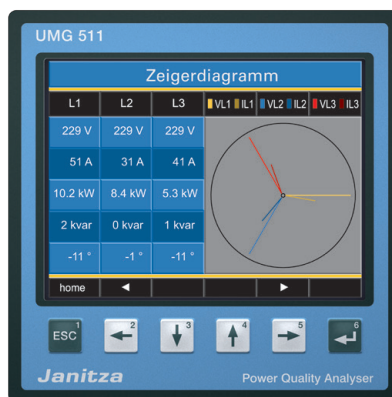 UMG 511
Zeigerdiagramm
L1 L2 L3 VL1 IL1 VL2 IL2 VL3 IL3
229 V 229 V 229 V
51 A 31 A 41 A
10.2 kW 8.4 kW 5.3 kW
2 kvar 0 kvar 1 kvar
-11 ° -1 ° -11 °
home
ESC 1 2 3 4 5 6
Janitza Power Quality Analyser